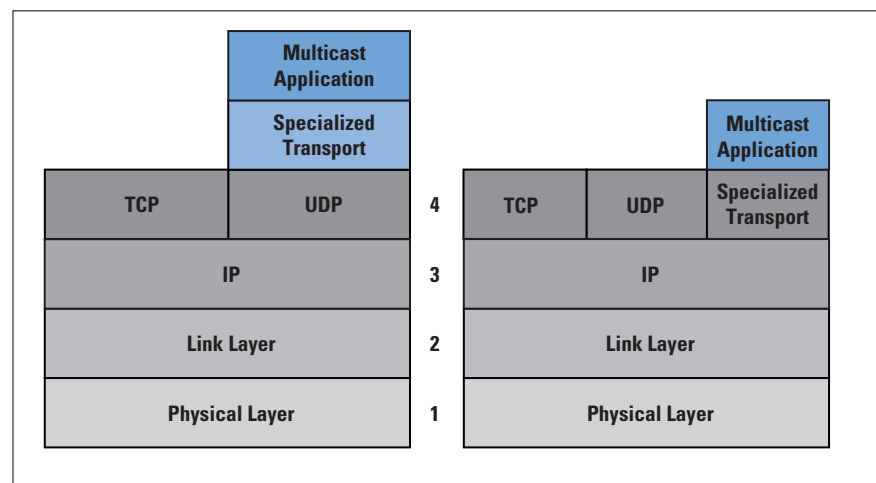 Multicast
Application
Specialized
Transport
TCP
UDP
IP
Link Layer
Physical Layer
4
3
2
1
Multicast
Application
TCP
UDP
Specialized
Transport
IP
Link Layer
Physical Layer